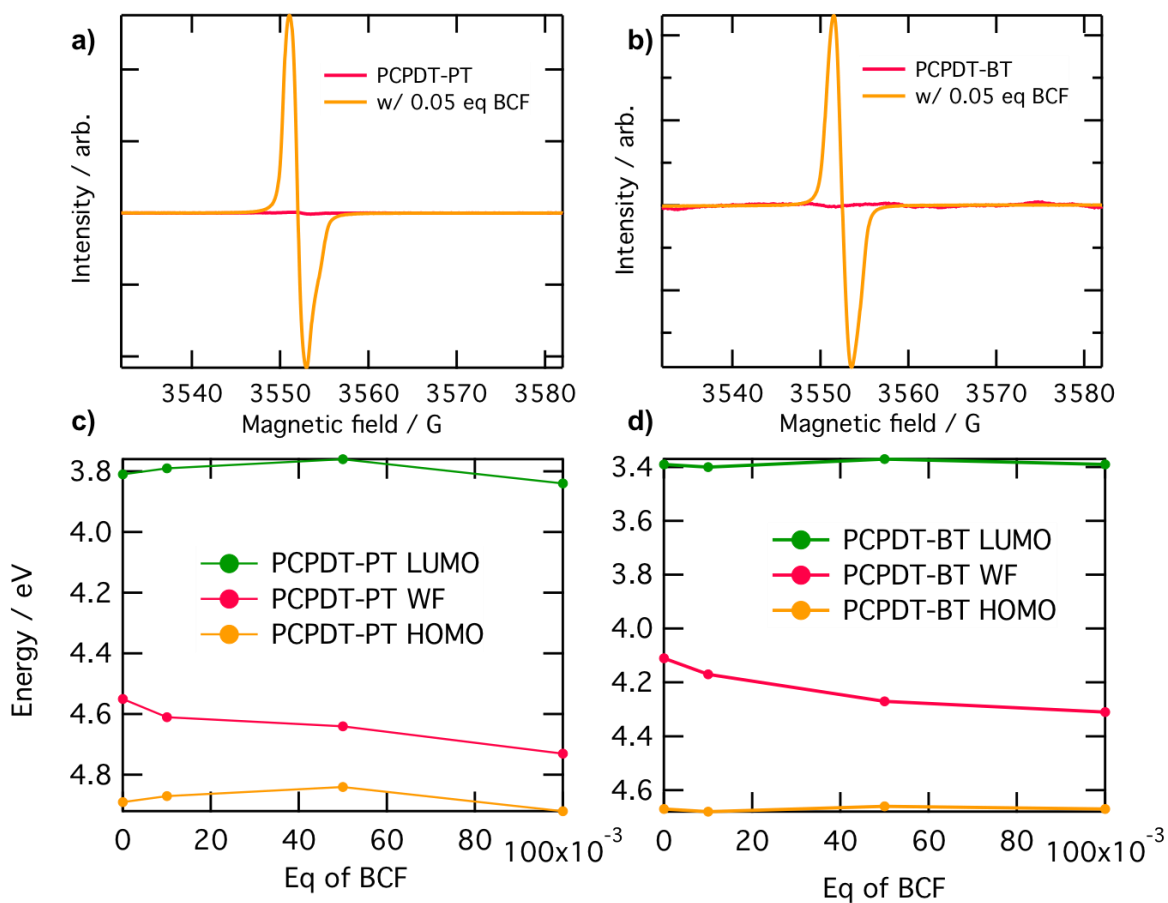 a)
PCPDT-PT
w/ 0.05 eq BCF
Intensity / arb.
3540 3550 3560 3570 3580
Magnetic field / G
b)
PCPDT-BT
w/ 0.05 eq BCF
Intensity / arb.
3540 3550 3560 3570 3580
Magnetic field / G
c)
3.8
4.0
4.2
4.4
4.6
4.8
Energy / eV
PCPDT-PT LUMO
PCPDT-PT WF
PCPDT-PT HOMO
0 20 40 60 80 100x10-3
Eq of BCF
d)
3.4
3.6
3.8
4.0
4.2
4.4
4.6
PCPDT-BT LUMO
PCPDT-BT WF
PCPDT-BT HOMO
0 20 40 60 80 100x10-3
Eq of BCF